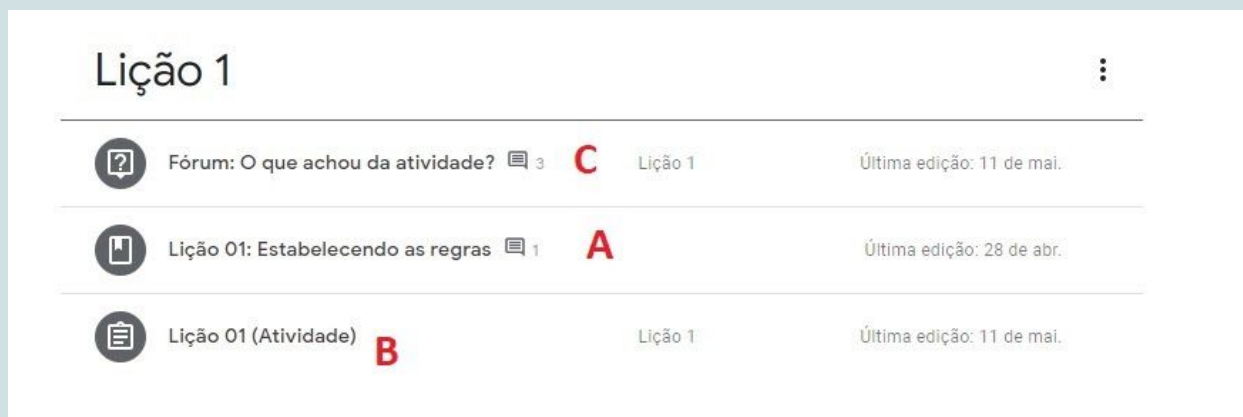 Lição 1
Fórum: O que achou da atividade? 3 C Lição 1 Última edição: 11 de mai.
Lição 01: Estabelecendo as regras 1 A Última edição: 28 de abr.
Lição 01 (Atividade) B Lição 1 Última edição: 11 de mai.